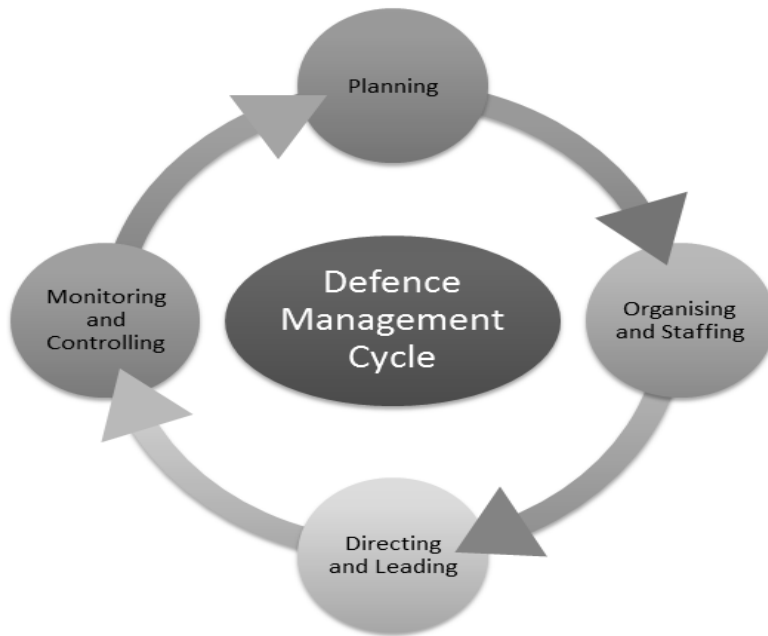 Planning
Defence
Management
Cycle
Organising
and Staffing
Directing
and Leading
Monitoring
and
Controlling